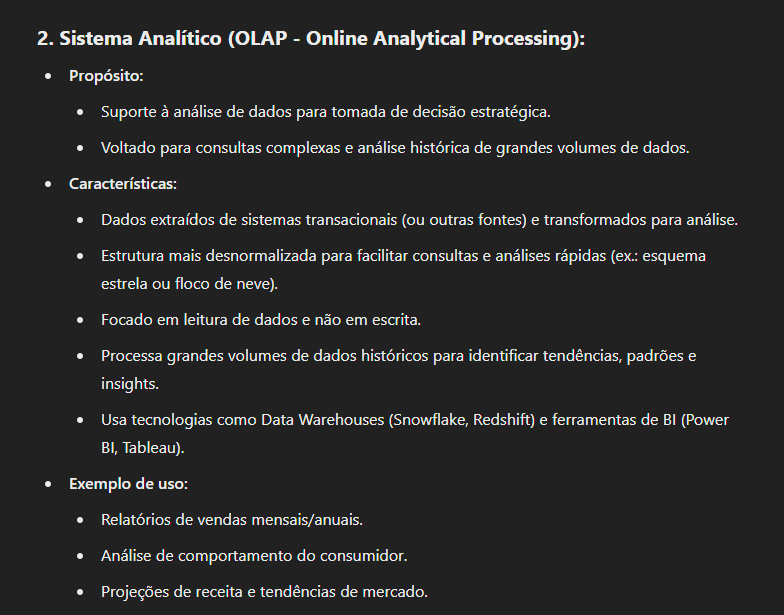 2. Sistema Analítico (OLAP - Online Analytical Processing):
• Propósito:
• Suporte à análise de dados para tomada de decisão estratégica.
• Voltado para consultas complexas e análise histórica de grandes volumes de dados.
• Características:
• Dados extraídos de sistemas transacionais (ou outras fontes) e transformados para análise.
• Estrutura mais desnormalizada para facilitar consultas e análises rápidas (ex.: esquema
estrela ou floco de neve).
• Focado em leitura de dados e não em escrita.
• Processa grandes volumes de dados históricos para identificar tendências, padrões e
insights.
• Usa tecnologias como Data Warehouses (Snowflake, Redshift) e ferramentas de BI (Power
BI, Tableau).
• Exemplo de uso:
• Relatórios de vendas mensais/anuais.
• Análise de comportamento do consumidor.
• Projeções de receita e tendências de mercado.